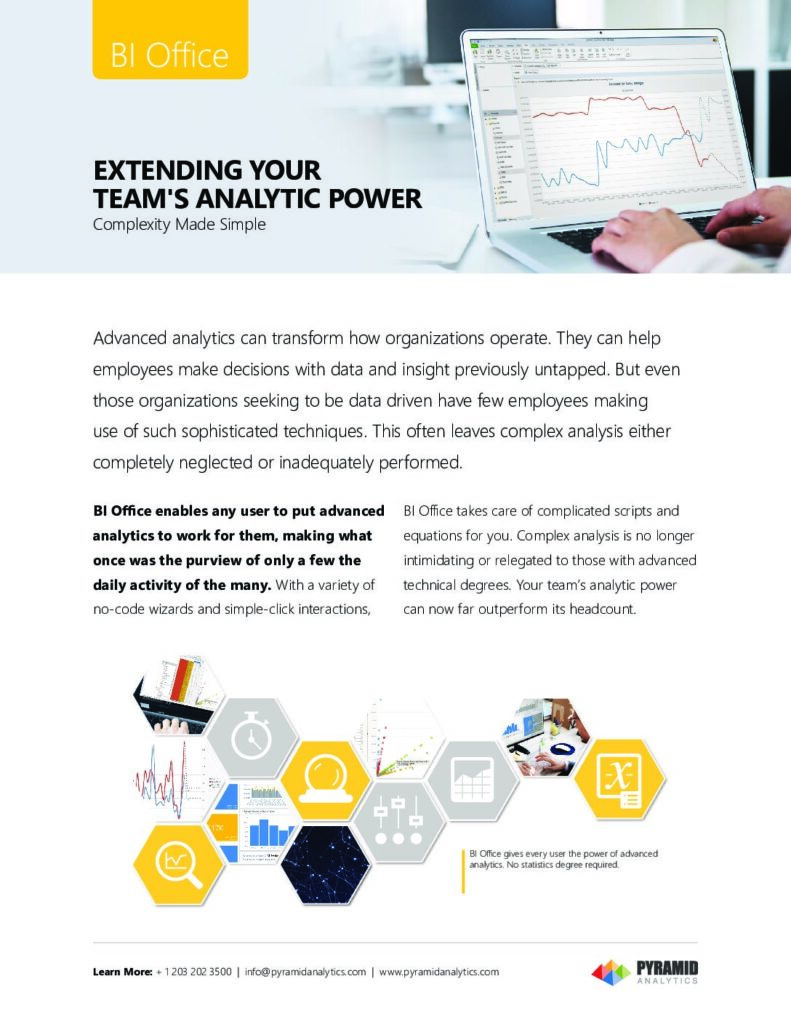 BI Office
EXTENDING YOUR
TEAM'S ANALYTIC POWER
Complexity Made Simple
Advanced analytics can transform how organizations operate. They can help
employees make decisions with data and insight previously untapped. But even
those organizations seeking to be data driven have few employees making
use of such sophisticated techniques. This often leaves complex analysis either
completely neglected or inadequately performed.
BI Office enables any user to put advanced
analytics to work for them, making what
once was the purview of only a few the
daily activity of the many. With a variety of
no-code wizards and simple-click interactions,
BI Office takes care of complicated scripts and
equations for you. Complex analysis is no longer
intimidating or relegated to those with advanced
technical degrees. Your team’s analytic power
can now far outperform its headcount.
x
BI Office gives every user the power of advanced
analytics. No statistics degree required.
Learn More: + 1 203 202 3500 | info@pyramidanalytics.com | www.pyramidanalytics.com
PYRAMID
ANALYTICS